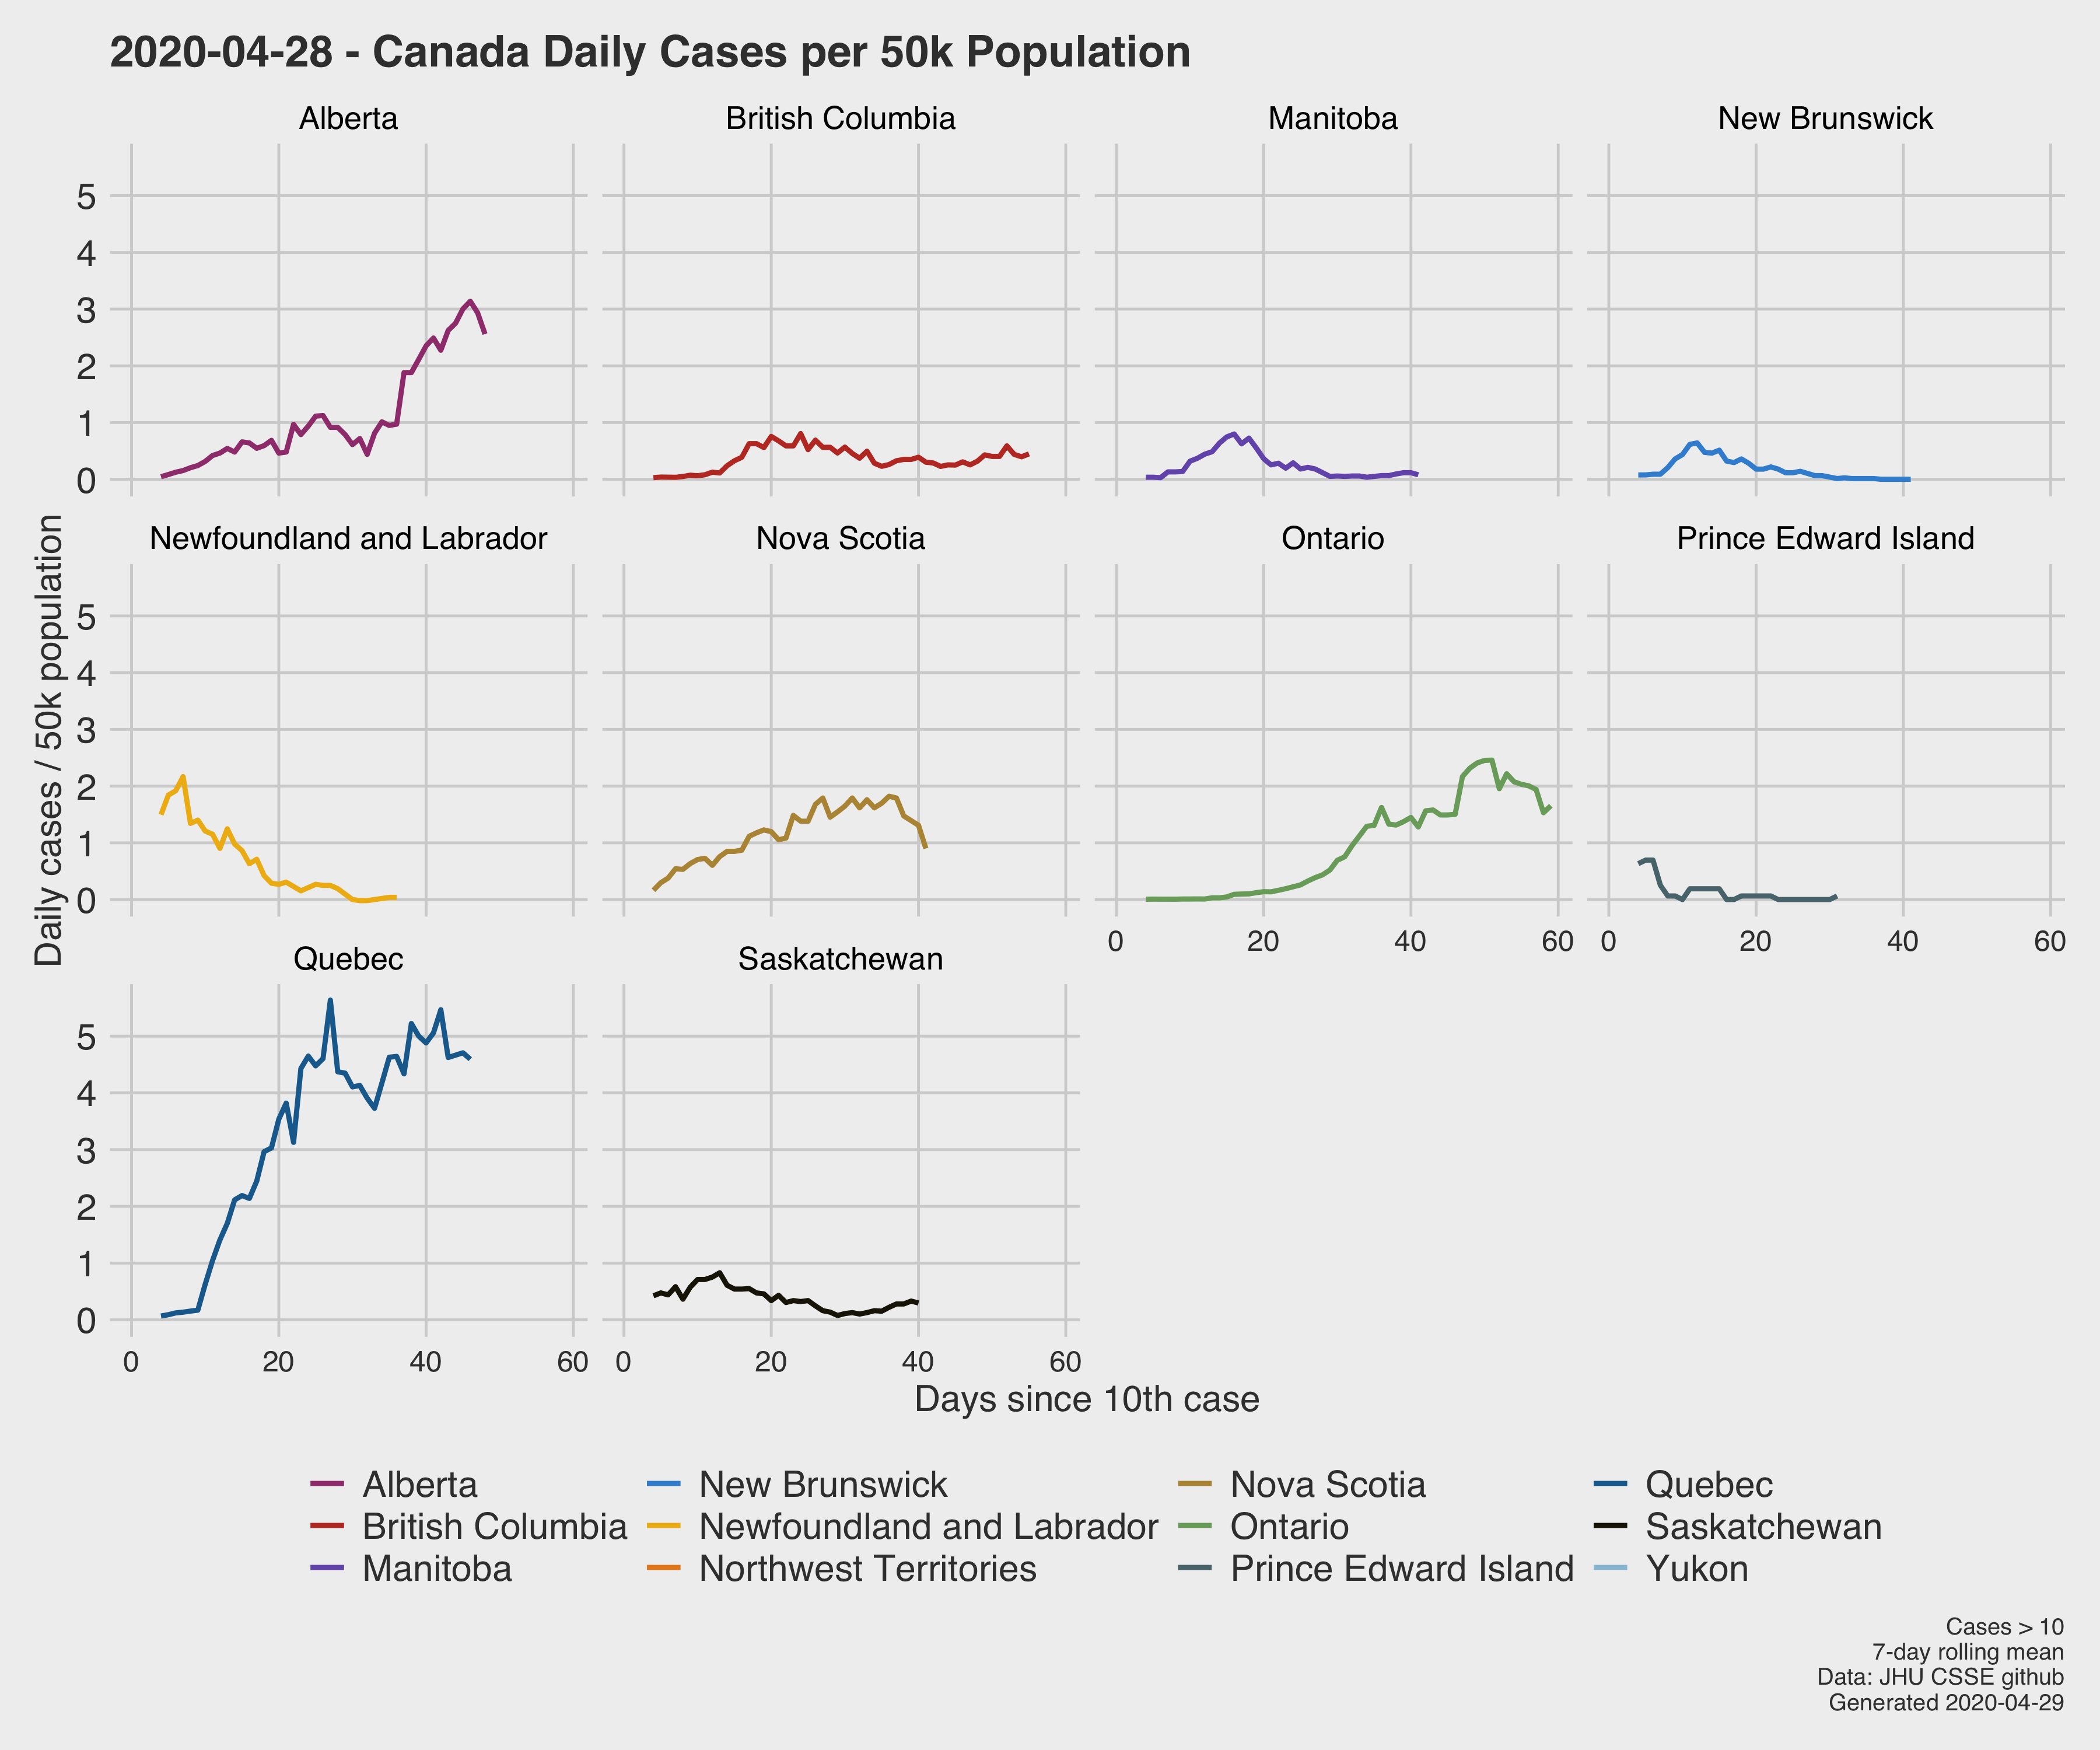 2020-04-28 - Canada Daily Cases per 50k Population
Alberta
British Columbia
Manitoba
New Brunswick
5
4
3
2
1
0
Newfoundland and Labrador
Nova Scotia
Ontario
Prince Edward Island
5
4
3
2
1
0
0 20 40 60
0 20 40 60
Daily cases / 50k population
Quebec
Saskatchewan
5
4
3
2
1
0
0 20 40 60
0 20 40 60
Days since 10th case
Alberta
British Columbia
Manitoba
New Brunswick
Newfoundland and Labrador
Northwest Territories
Nova Scotia
Ontario
Prince Edward Island
Quebec
Saskatchewan
Yukon
Cases > 10
7-day rolling mean
Data: JHU CSSE github
Generated 2020-04-29